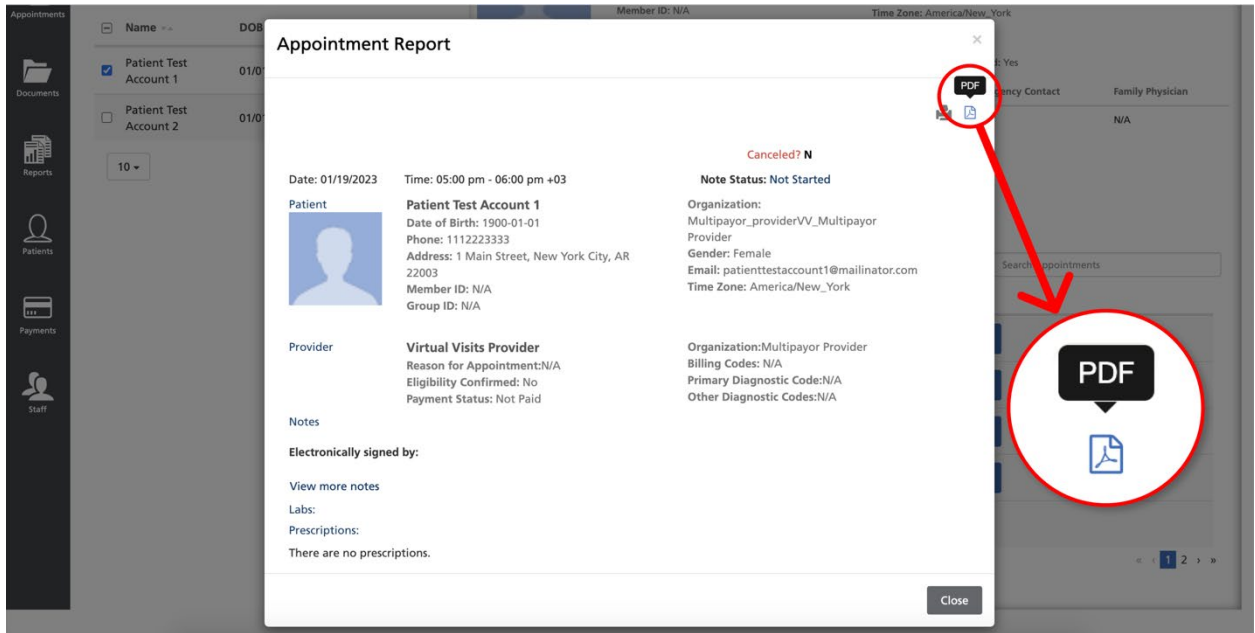 Appointments
Documents
Reports
Patients
Payments
Staff
Name
DOB
Patient Test
Account 1
01/0
Patient Test
Account 2
01/0
10
Member ID: N/A
Time Zone: America/New_York
Yes
Contact
Family Physician
N/A
Search appointments
« ‹ 1 2 › »
Appointment Report
×
PDF
Canceled? N
Date: 01/19/2023 Time: 05:00 pm - 06:00 pm +03 Note Status: Not Started
Patient
Patient Test Account 1
Date of Birth: 1900-01-01
Phone: 1112223333
Address: 1 Main Street, New York City, AR
22003
Member ID: N/A
Group ID: N/A
Organization:
Multipayor_providerVV_Multipayor
Provider
Gender: Female
Email: patienttestaccount1@mailinator.com
Time Zone: America/New_York
Provider
Virtual Visits Provider
Reason for Appointment:N/A
Eligibility Confirmed: No
Payment Status: Not Paid
Organization:Multipayor Provider
Billing Codes: N/A
Primary Diagnostic Code:N/A
Other Diagnostic Codes:N/A
Notes
Electronically signed by:
View more notes
Labs:
Prescriptions:
There are no prescriptions.
Close
PDF